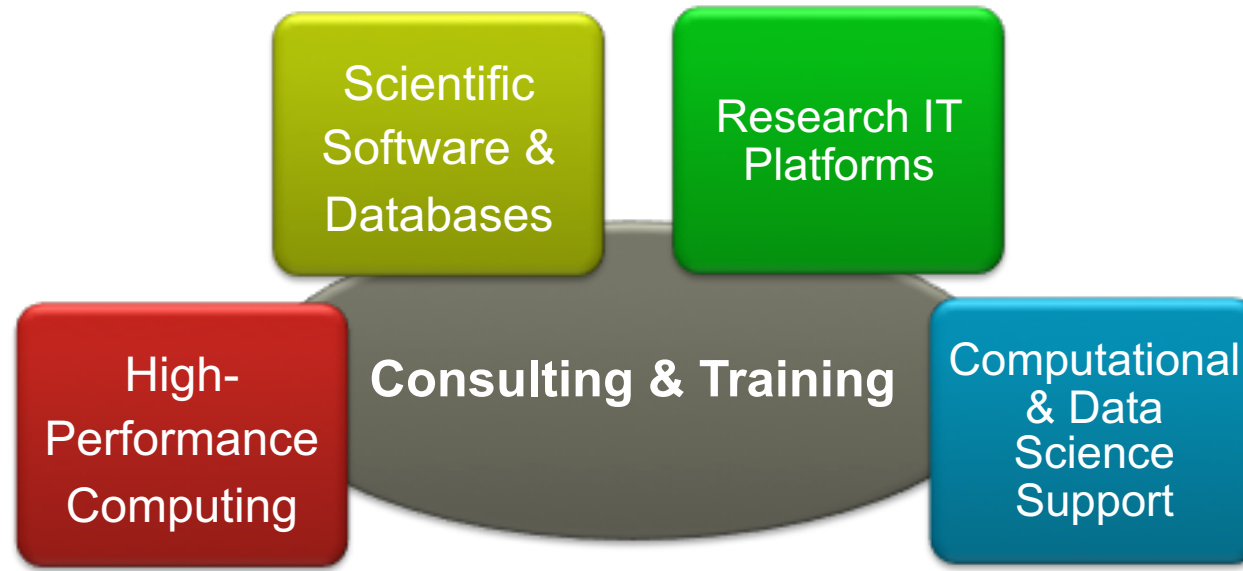 Scientific
Software &
Databases
Research IT
Platforms
High-
Performance
Computing
Consulting & Training
Computational
& Data
Science
Support